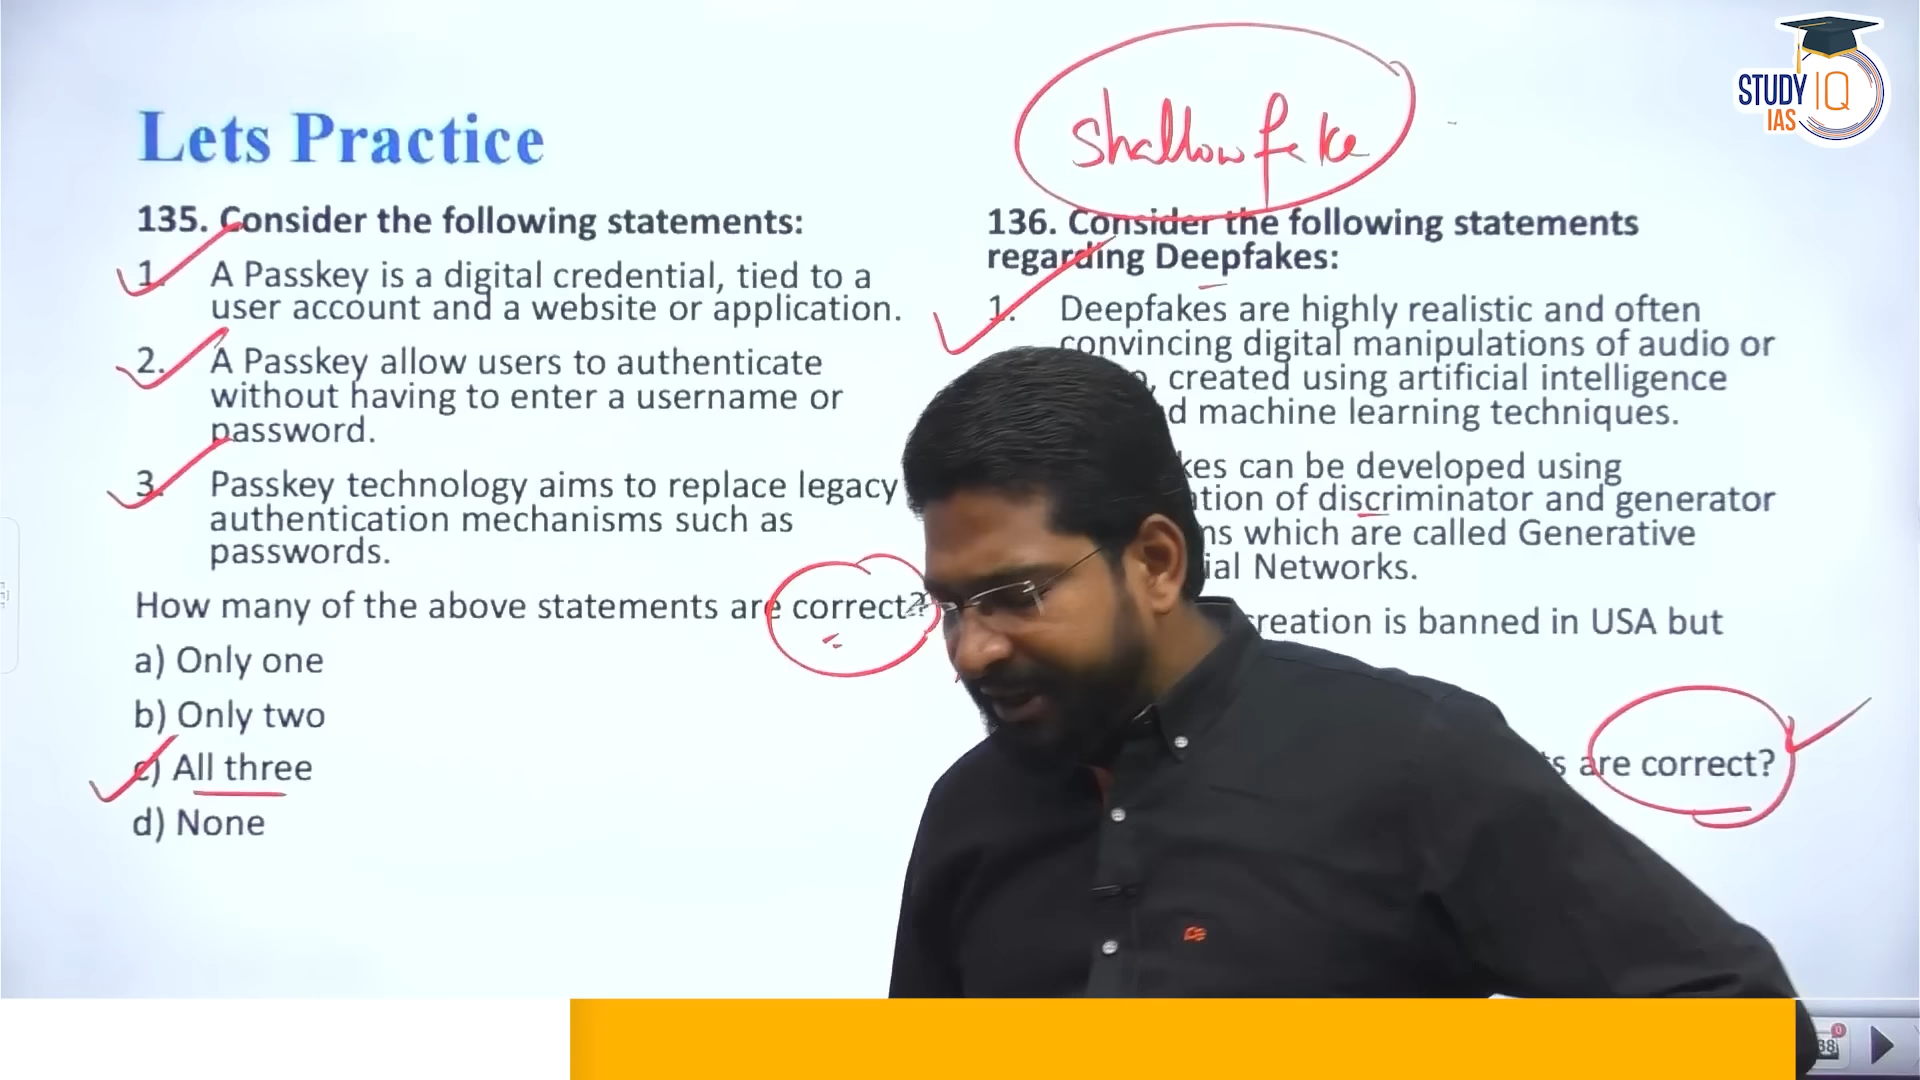 STUDY IQ
IAS
Shallow fake
Lets Practice
135. Consider the following statements:
1. A Passkey is a digital credential, tied to a
user account and a website or application.
2. A Passkey allow users to authenticate
without having to enter a username or
password.
3. Passkey technology aims to replace legacy
authentication mechanisms such as
passwords.
How many of the above statements are correct?
a) Only one
b) Only two
c) All three
d) None
136. Consider the following statements
regarding Deepfakes:
1. Deepfakes are highly realistic and often
convincing digital manipulations of audio or
created using artificial intelligence
machine learning techniques.
can be developed using
of discriminator and generator
which are called Generative
Networks.
is banned in USA but
are correct?